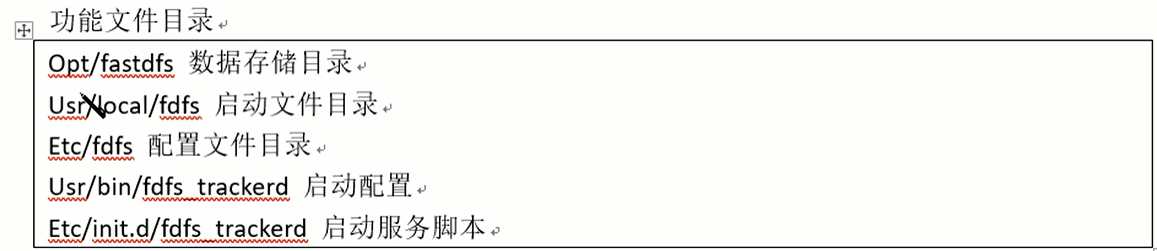 功能文件目录
Opt/fastdfs 数据存储目录
Usr/local/fdfs 启动文件目录
Etc/fdfs 配置文件目录
Usr/bin/fdfs_trackerd 启动配置
Etc/init.d/fdfs_trackerd 启动服务脚本